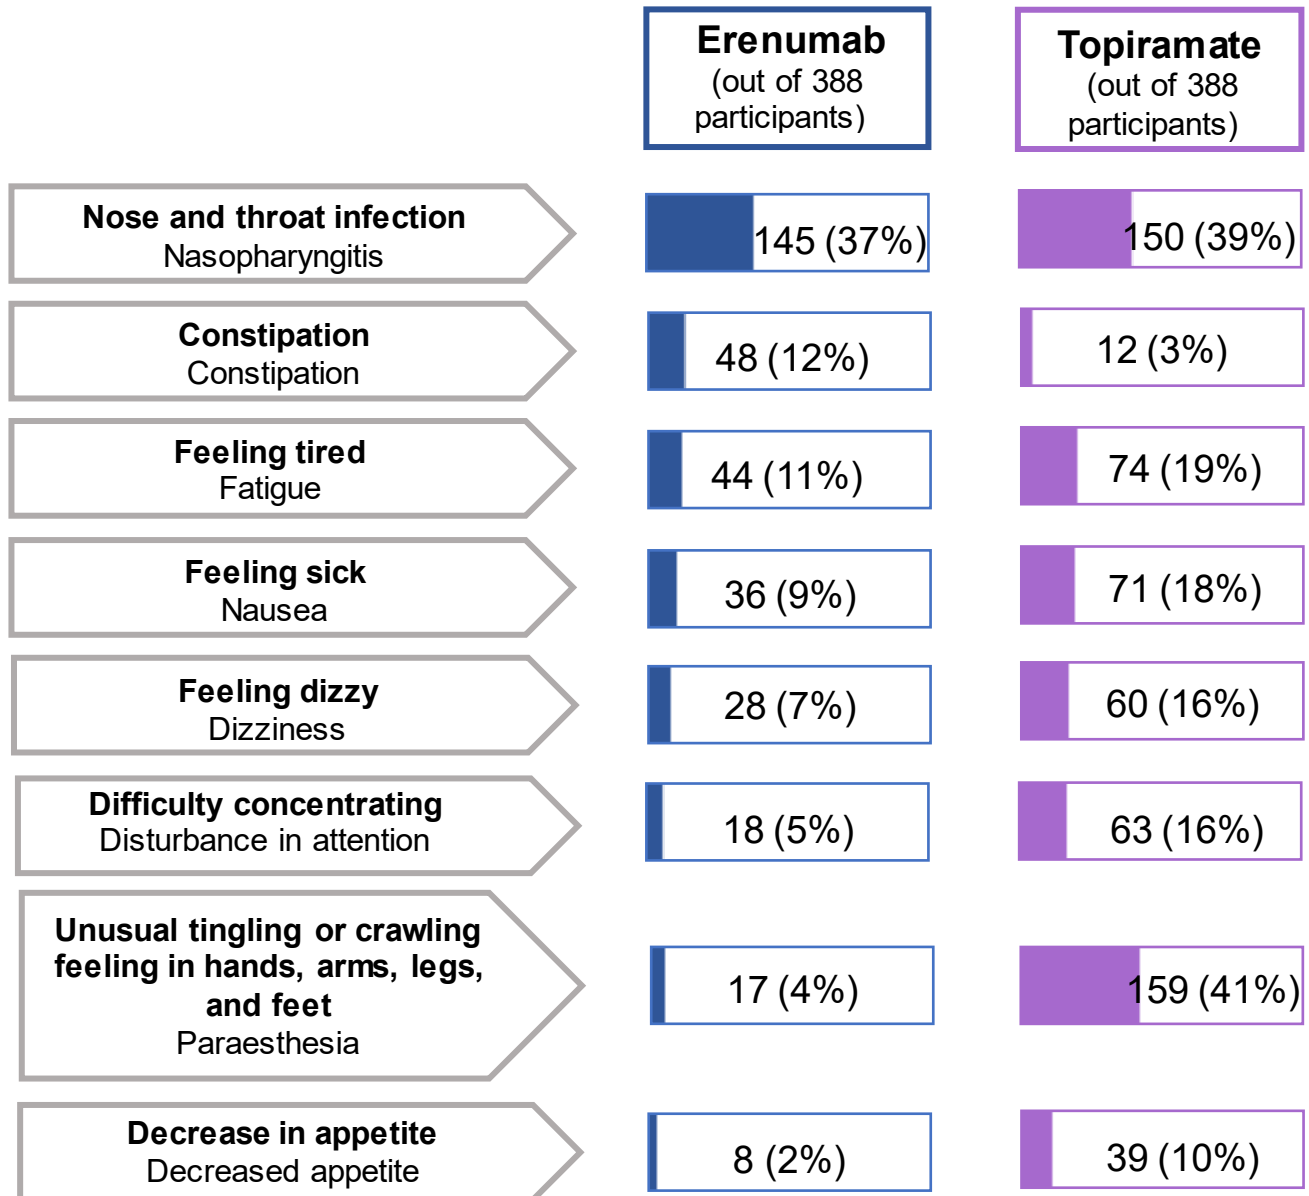 Erenumab
(out of 388
participants)
Topiramate
(out of 388
participants)
Nose and throat infection
Nasopharyngitis
145 (37%)
150 (39%)
Constipation
Constipation
48 (12%)
12 (3%)
Feeling tired
Fatigue
44 (11%)
74 (19%)
Feeling sick
Nausea
36 (9%)
71 (18%)
Feeling dizzy
Dizziness
28 (7%)
60 (16%)
Difficulty concentrating
Disturbance in attention
18 (5%)
63 (16%)
Unusual tingling or crawling
feeling in hands, arms, legs,
and feet
Paraesthesia
17 (4%)
159 (41%)
Decrease in appetite
Decreased appetite
8 (2%)
39 (10%)